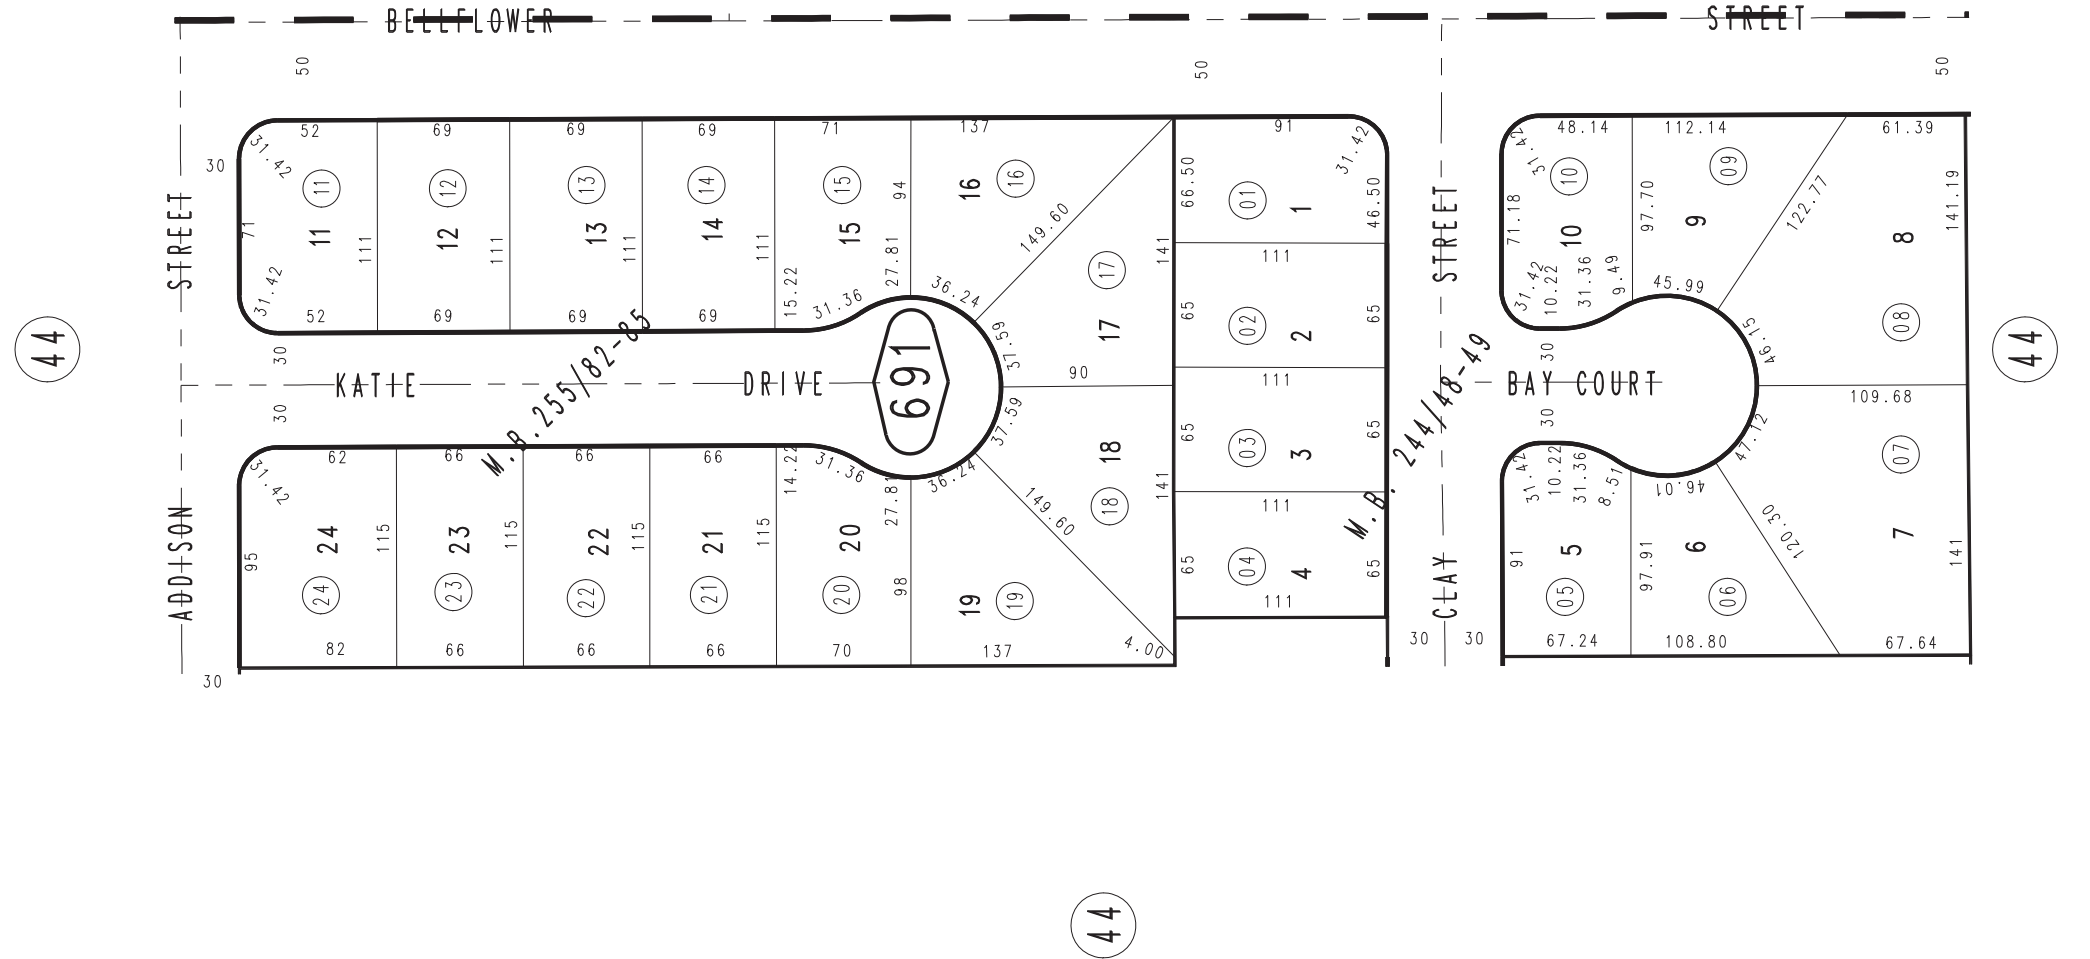 BELLFLOWER STREET
50 50 50
52 69 69 69 71 137 91 48.14 112.14 61.39
31.42 31.42 31.42
30
11 12 13 14 15 16 01 10 09
11 12 13 14 15 16 1 10 9 8
71 111 111 111 111 94 149.60 141 66.50 46.50 71.18 97.70 122.77 141.19
STREET STREET
17
31.42 15.22 31.36 27.81 36.24 111 31.42 10.22 31.36 9.49 45.99
52 69 69 69
17 02 2 65 65 08
37.59 46.15
44 691 44
30 30
KATIE DRIVE BAY COURT
90 111 109.68
30 30
M.B. 255/82-85
M.B. 244/48-49
37.59 47.12
62 66 66 66
31.42 14.22 31.36 27.81 36.24 31.42 10.22 31.36 8.51 46.01
18 03 3 65 65 07
18 149.60 141 111 120.30
24 23 22 21 20 5 6 7
95 115 115 115 115 98 91 97.91 141
24 23 22 21 20 19 19 04 4 65 65 05 06
ADDISON CLAY
111
82 66 66 66 70 137 4.00 30 30 67.24 108.80 67.64
30
44